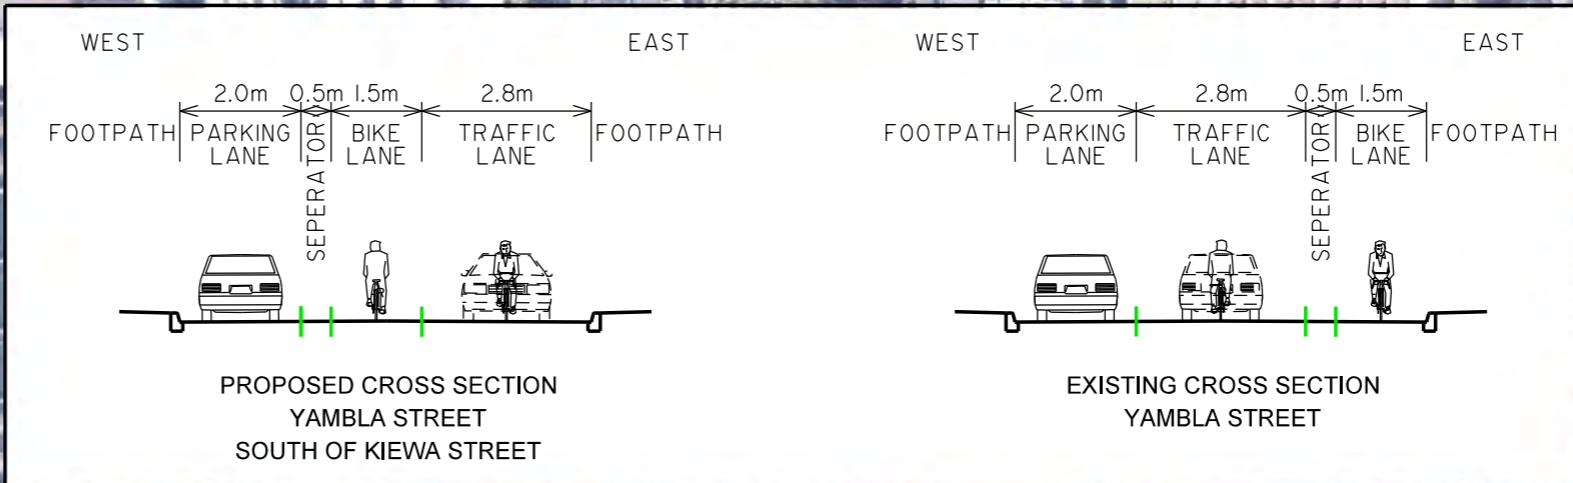 WEST
EAST
2.0m 0.5m 1.5m 2.8m
FOOTPATH PARKING LANE SEPERATOR BIKE LANE TRAFFIC LANE FOOTPATH
PROPOSED CROSS SECTION
YAMBLA STREET
SOUTH OF KIEWA STREET
WEST
EAST
2.0m 2.8m 0.5m 1.5m
FOOTPATH PARKING LANE TRAFFIC LANE SEPERATOR BIKE LANE FOOTPATH
EXISTING CROSS SECTION
YAMBLA STREET